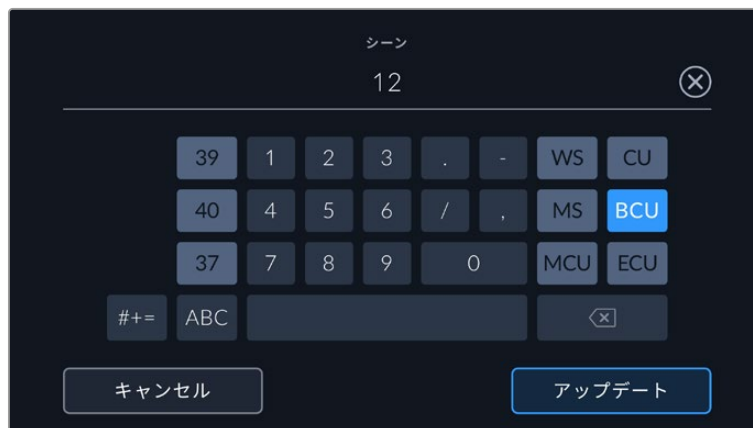 シーン
12
39 1 2 3 . - WS CU
40 4 5 6 / , MS BCU
37 7 8 9 0 MCU ECU
#+= ABC
キャンセル アップデート